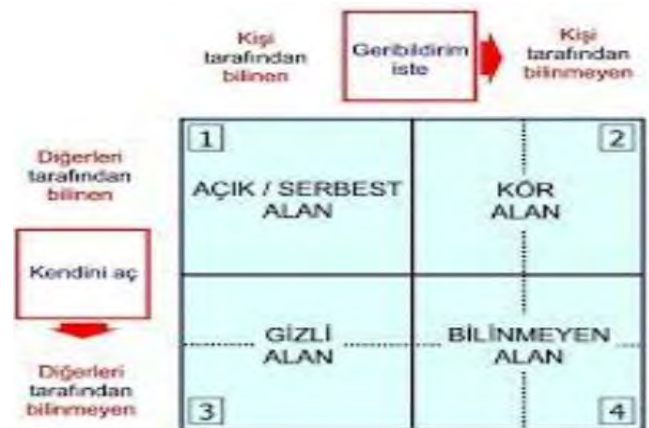 Kişi
tarafından
bilinen
Geribildirim
iste
Kişi
tarafından
bilinmeyen
Diğerleri
tarafından
bilinen
1
AÇIK / SERBEST
ALAN
2
KÖR
ALAN
Kendini aç
Diğerleri
tarafından
bilinmeyen
GİZLİ
ALAN
3
BİLİNMEYEN
ALAN
4